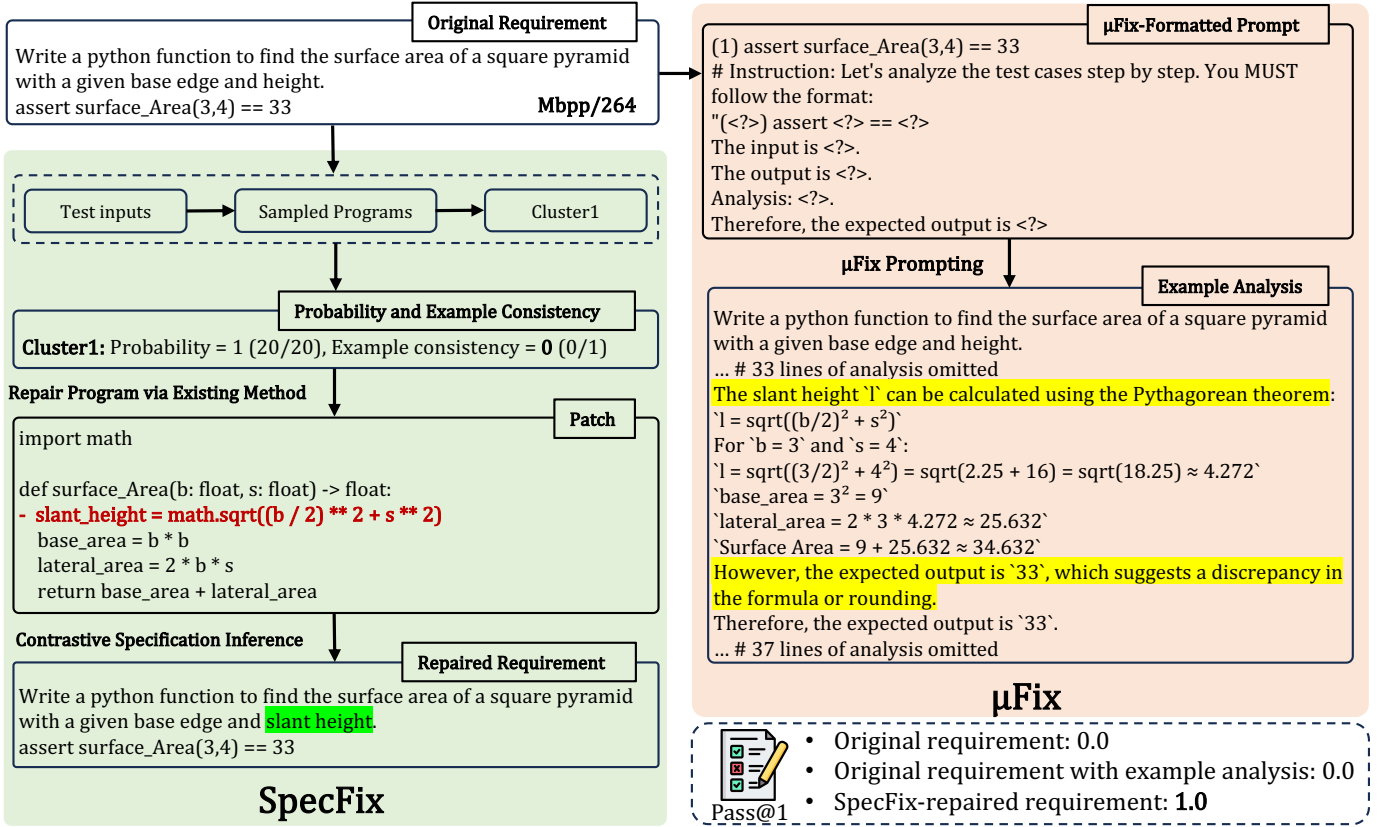 Original Requirement
Write a python function to find the surface area of a square pyramid
with a given base edge and height.
assert surface_Area(3,4) == 33
Mbpp/264
Test inputs
Sampled Programs
Cluster1
Probability and Example Consistency
Cluster1: Probability = 1 (20/20), Example consistency = 0 (0/1)
Repair Program via Existing Method
Patch
import math
def surface_Area(b: float, s: float) -> float:
- slant_height = math.sqrt((b / 2) ** 2 + s ** 2)
base_area = b * b
lateral_area = 2 * b * s
return base_area + lateral_area
Contrastive Specification Inference
Repaired Requirement
Write a python function to find the surface area of a square pyramid
with a given base edge and slant height.
assert surface_Area(3,4) == 33
SpecFix
µFix-Formatted Prompt
(1) assert surface_Area(3,4) == 33
# Instruction: Let's analyze the test cases step by step. You MUST
follow the format:
"(<?>) assert <?> == <?>
The input is <?>.
The output is <?>.
Analysis: <?>.
Therefore, the expected output is <?>
µFix Prompting
Example Analysis
Write a python function to find the surface area of a square pyramid
with a given base edge and height.
... # 33 lines of analysis omitted
The slant height `l` can be calculated using the Pythagorean theorem:
`l = sqrt((b/2)² + s²)`
For `b = 3` and `s = 4`:
`l = sqrt((3/2)² + 4²) = sqrt(2.25 + 16) = sqrt(18.25) ≈ 4.272`
`base_area = 3² = 9`
`lateral_area = 2 * 3 * 4.272 ≈ 25.632`
`Surface Area = 9 + 25.632 ≈ 34.632`
However, the expected output is `33`, which suggests a discrepancy in
the formula or rounding.
Therefore, the expected output is `33`.
... # 37 lines of analysis omitted
µFix
Pass@1
• Original requirement: 0.0
• Original requirement with example analysis: 0.0
• SpecFix-repaired requirement: 1.0